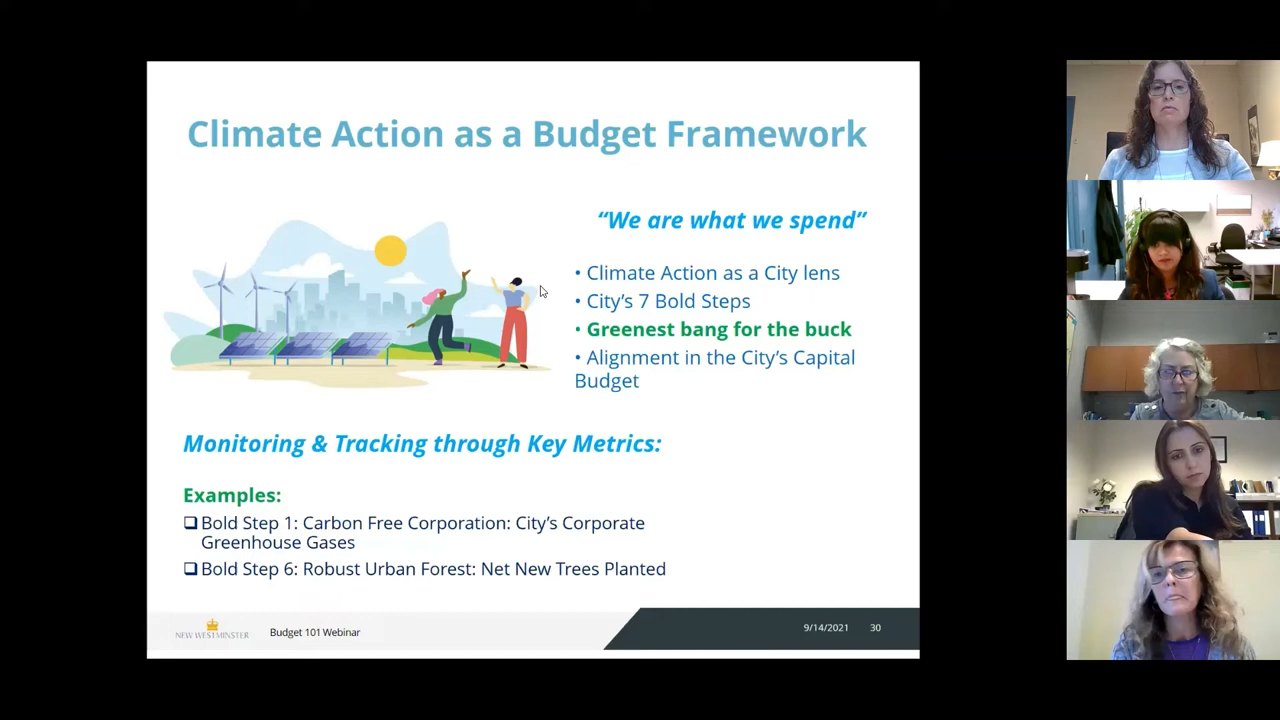 Climate Action as a Budget Framework
“We are what we spend”
• Climate Action as a City lens
• City’s 7 Bold Steps
• Greenest bang for the buck
• Alignment in the City’s Capital
Budget
Monitoring & Tracking through Key Metrics:
Examples:
❑ Bold Step 1: Carbon Free Corporation: City’s Corporate
Greenhouse Gases
❑ Bold Step 6: Robust Urban Forest: Net New Trees Planted
NEW WESTMINSTER
Budget 101 Webinar
9/14/2021
30